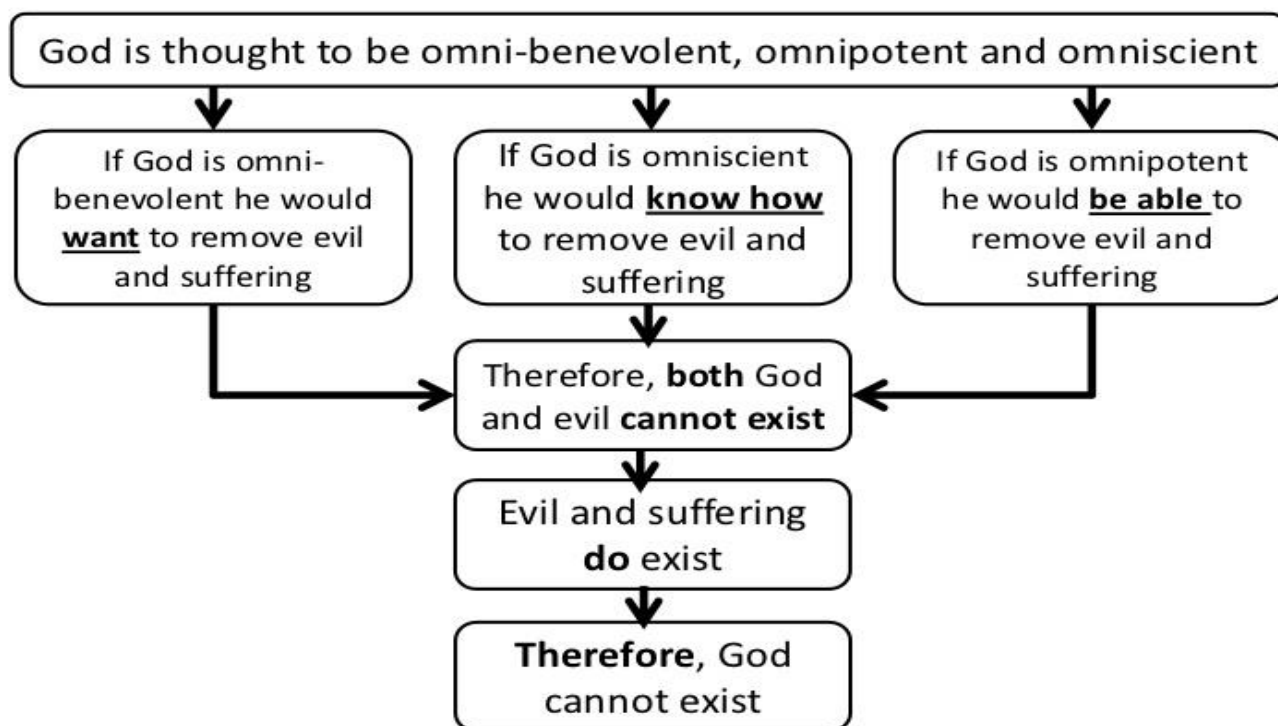 God is thought to be omni-benevolent, omnipotent and omniscient
If God is omni-
benevolent he would
want to remove evil
and suffering
If God is omniscient
he would know how
to remove evil and
suffering
If God is omnipotent
he would be able to
remove evil and
suffering
Therefore, both God
and evil cannot exist
Evil and suffering
do exist
Therefore, God
cannot exist